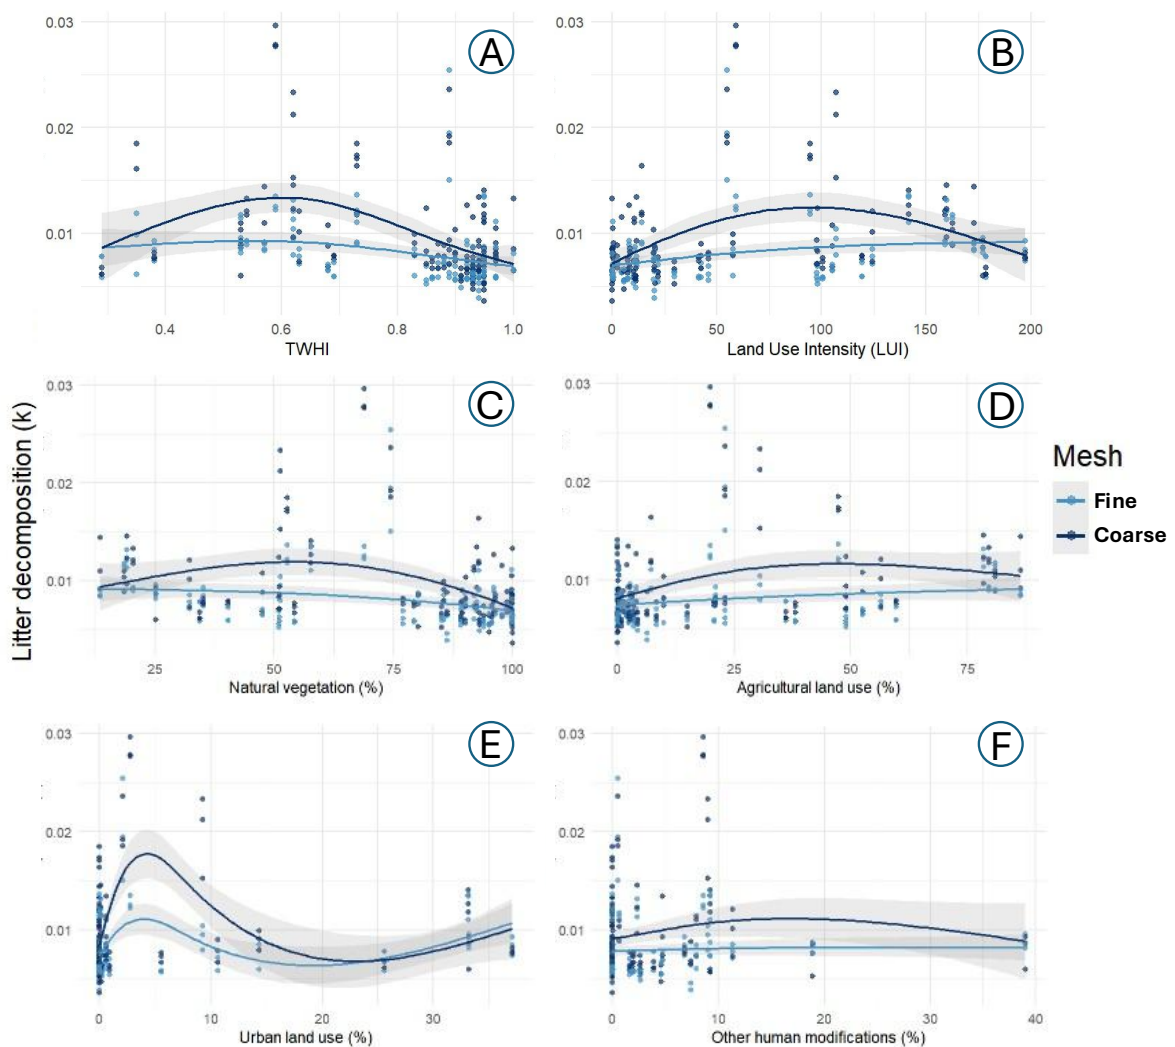 0.03
0.02
0.01
A
0.4 0.6 0.8 1.0
TWHI
0.03
0.02
0.01
B
0 50 100 150 200
Land Use Intensity (LUI)
Litter decomposition (k)
0.03
0.02
0.01
C
25 50 75 100
Natural vegetation (%)
0.03
0.02
0.01
D
0 25 50 75
Agricultural land use (%)
Mesh
Fine
Coarse
0.03
0.02
0.01
E
0 10 20 30
Urban land use (%)
0.03
0.02
0.01
F
0 10 20 30 40
Other human modifications (%)